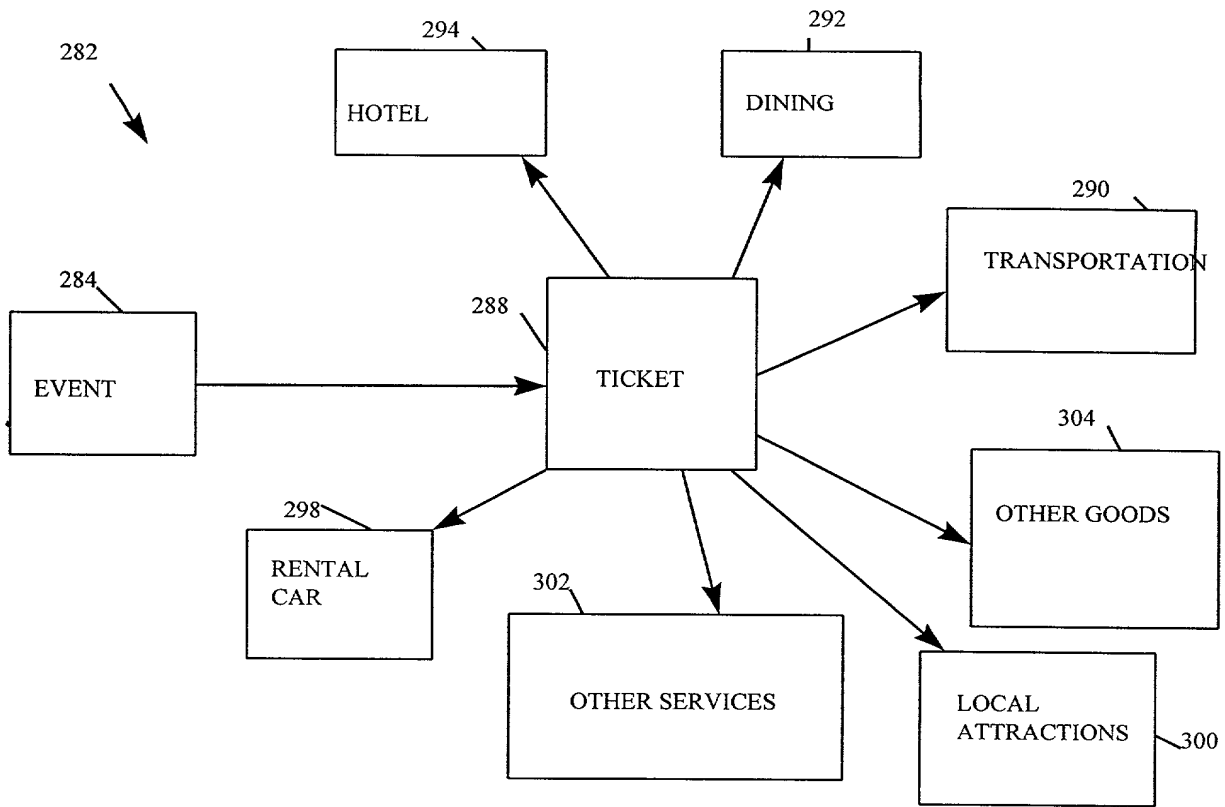 294
292
282
HOTEL
DINING
290
TRANSPORTATION
284
288
EVENT
TICKET
304
298
OTHER GOODS
RENTAL
CAR
302
OTHER SERVICES
LOCAL
ATTRACTIONS
300